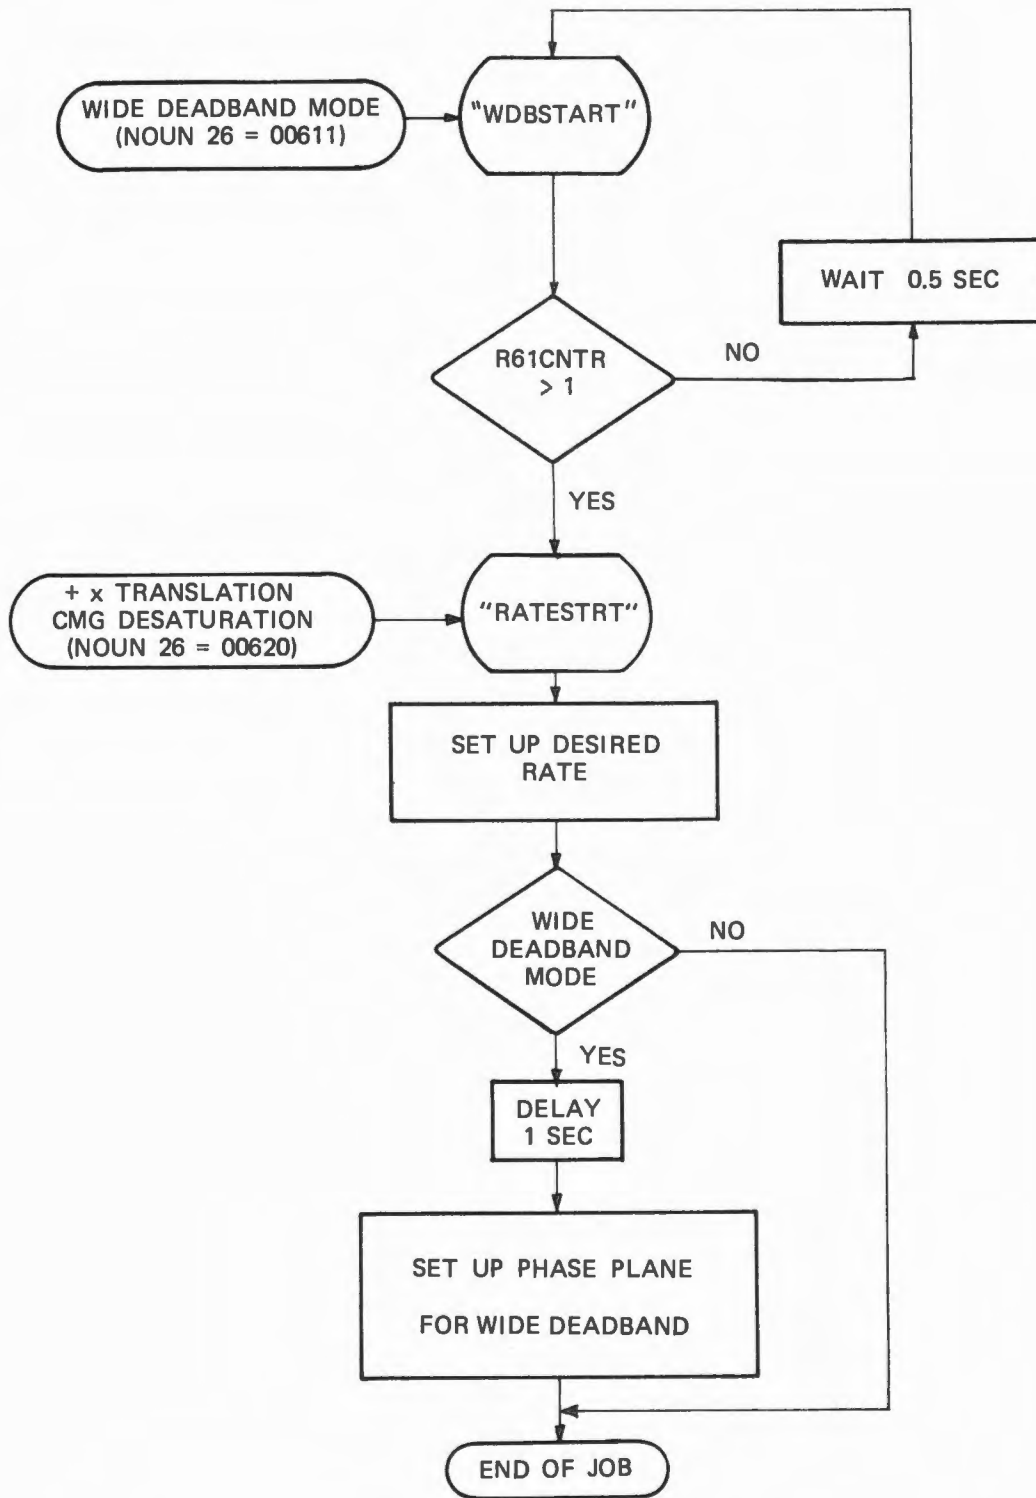 WIDE DEADBAND MODE
(NOUN 26 = 00611)
"WDBSTART"
WAIT 0.5 SEC
R61CNTR
> 1
NO
YES
+ x TRANSLATION
CMG DESATURATION
(NOUN 26 = 00620)
"RATESTRT"
SET UP DESIRED
RATE
WIDE
DEADBAND
MODE
NO
YES
DELAY
1 SEC
SET UP PHASE PLANE
FOR WIDE DEADBAND
END OF JOB